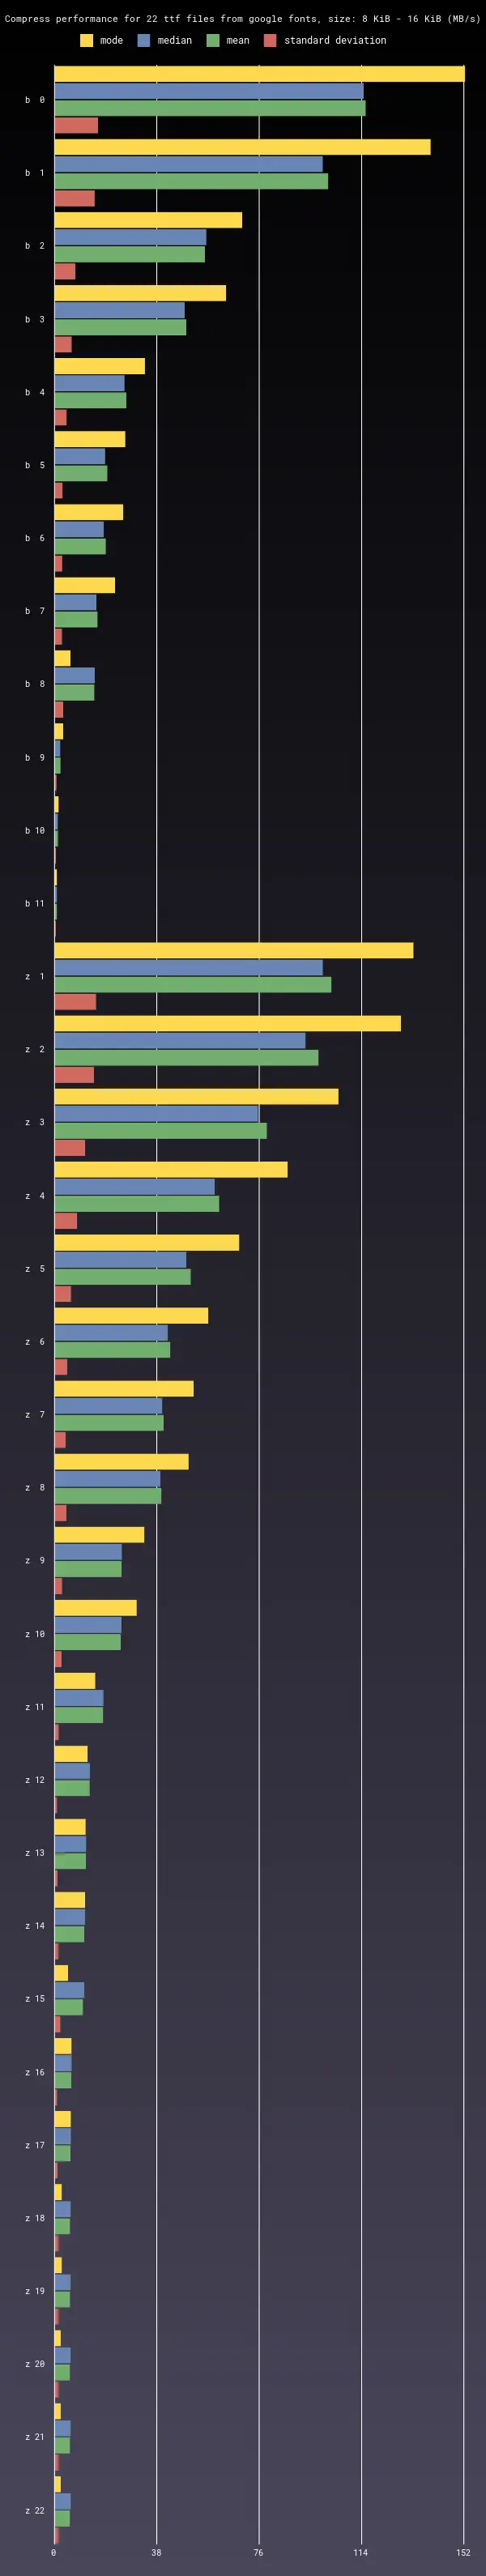 Compress performance for 22 ttf files from google fonts, size: 8 KiB - 16 KiB (MB/s)
mode median mean standard deviation
b 0
b 1
b 2
b 3
b 4
b 5
b 6
b 7
b 8
b 9
b 10
b 11
z 1
z 2
z 3
z 4
z 5
z 6
z 7
z 8
z 9
z 10
z 11
z 12
z 13
z 14
z 15
z 16
z 17
z 18
z 19
z 20
z 21
z 22
0 38 76 114 152